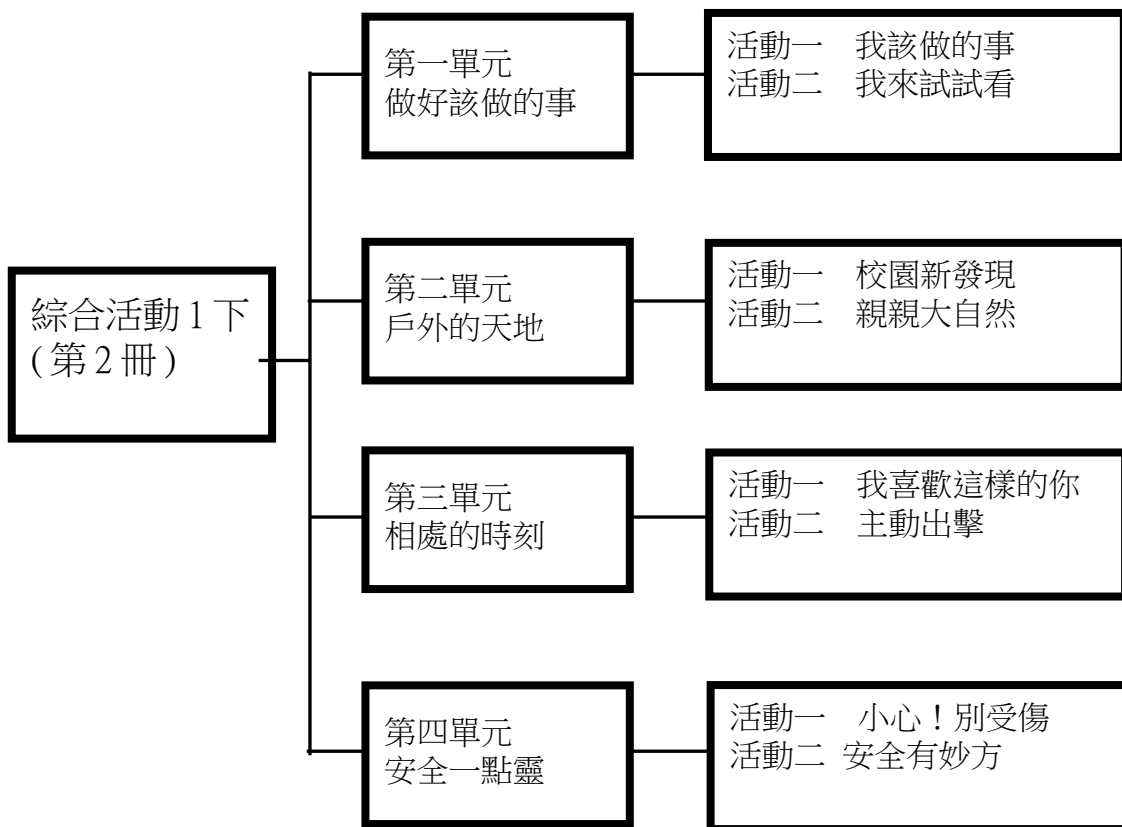 綜合活動1下
(第2冊)
第一單元
做好該做的事
活動一　我該做的事
活動二　我來試試看
第二單元
戶外的天地
活動一　校園新發現
活動二　親親大自然
第三單元
相處的時刻
活動一　我喜歡這樣的你
活動二　主動出擊
第四單元
安全一點靈
活動一　小心！別受傷
活動二 安全有妙方